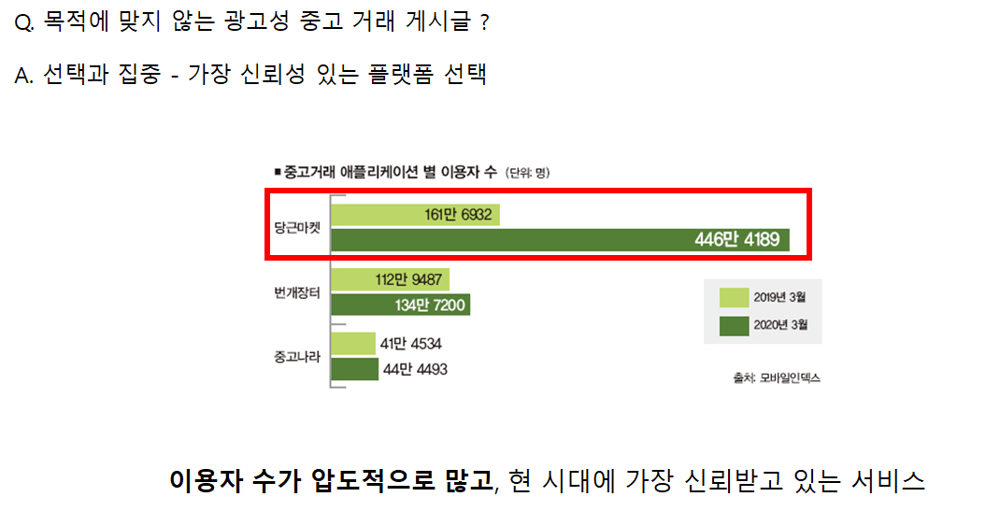 Q. 목적에 맞지 않는 광고성 중고 거래 게시글 ?
A. 선택과 집중 - 가장 신뢰성 있는 플랫폼 선택
■ 중고거래 애플리케이션 별 이용자 수 (단위: 명)
당근마켓
161만 6932
446만 4189
번개장터
112만 9487
134만 7200
중고나라
41만 4534
44만 4493
2019년 3월
2020년 3월
출처: 모바일인덱스
이용자 수가 압도적으로 많고, 현 시대에 가장 신뢰받고 있는 서비스